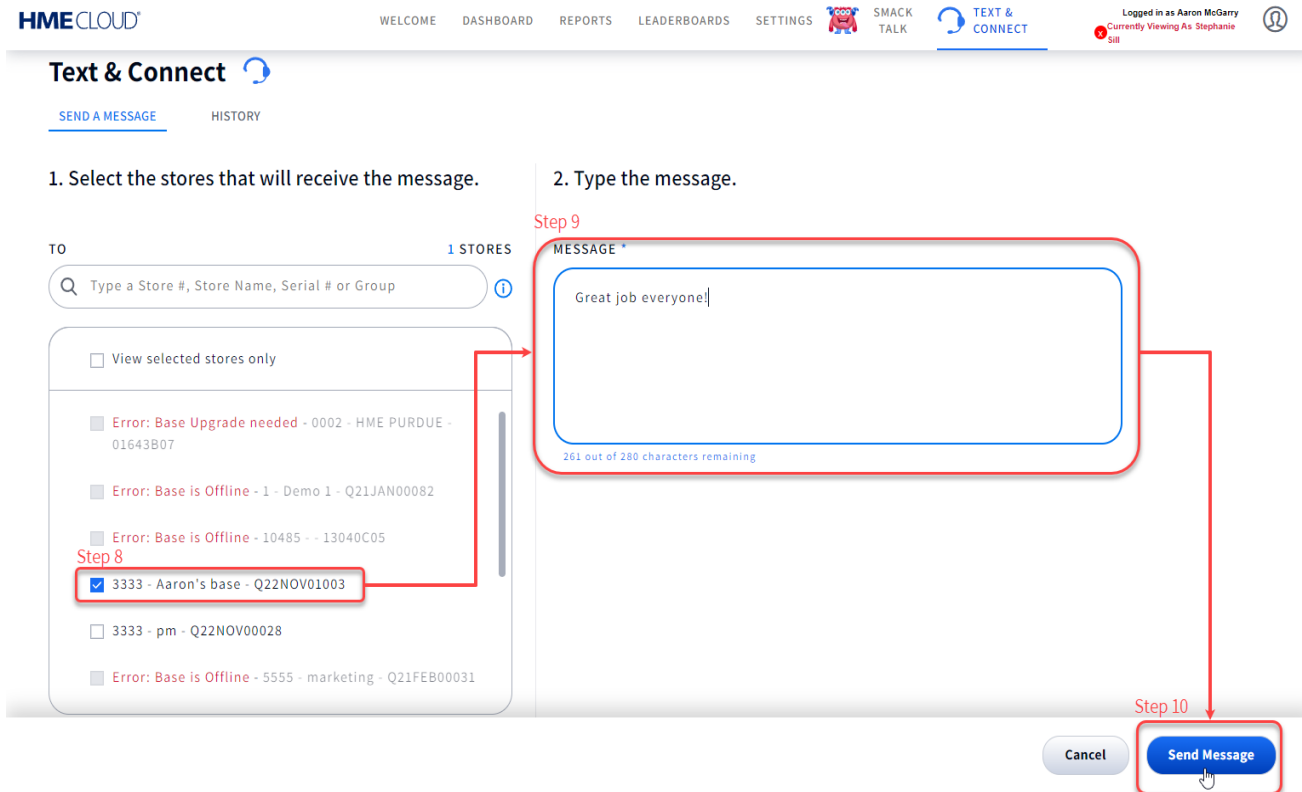 HMECLOUD®
WELCOME
DASHBOARD
REPORTS
LEADERBOARDS
SETTINGS
SMACK
TALK
TEXT &
CONNECT
Logged in as Aaron McGarry
x Currently Viewing As Stephanie
Sill
Text & Connect
SEND A MESSAGE
HISTORY
1. Select the stores that will receive the message.
TO
1 STORES
Type a Store #, Store Name, Serial # or Group
i
View selected stores only
Error: Base Upgrade needed - 0002 - HME PURDUE -
01643B07
Error: Base is Offline - 1 - Demo 1 - Q21JAN00082
Error: Base is Offline - 10485 - - 13040C05
Step 8
3333 - Aaron's base - Q22NOV01003
3333 - pm - Q22NOV00028
Error: Base is Offline - 5555 - marketing - Q21FEB00031
2. Type the message.
Step 9
MESSAGE *
Great job everyone!
261 out of 280 characters remaining
Step 10
Cancel
Send Message